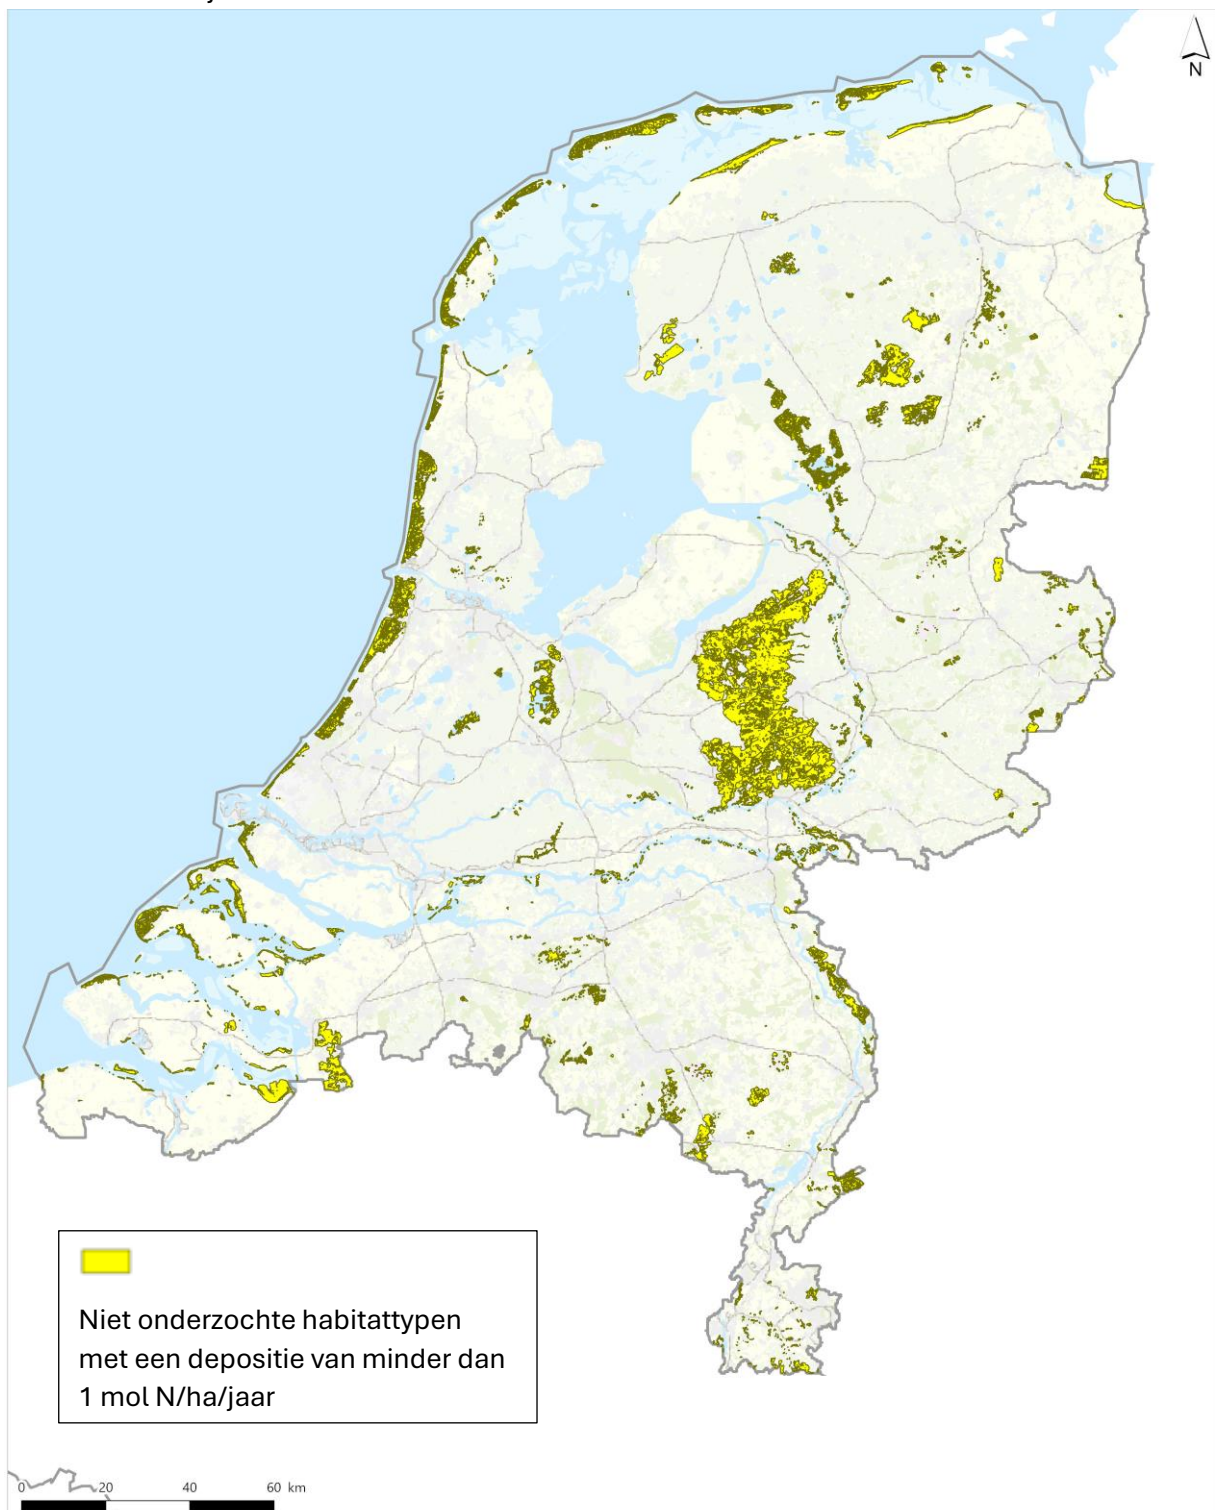 N
Niet onderzochte habitattypen
met een depositie van minder dan
1 mol N/ha/jaar
0 20 40 60 km